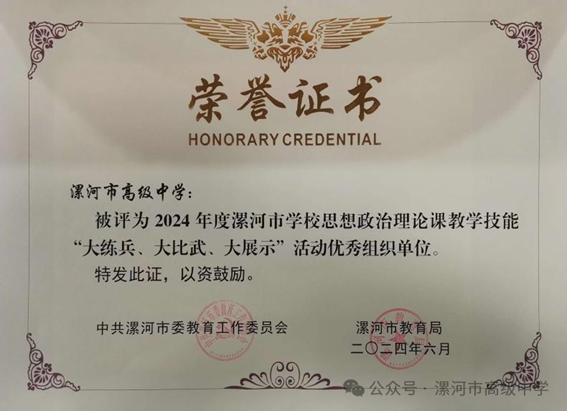 荣誉证书
HONORARY CREDENTIAL
漯河市高级中学：
被评为2024年度漯河市学校思想政治理论课教学技能
“大练兵、大比武、大展示”活动优秀组织单位。
特发此证，以资鼓励。
中共漯河市委教育工作委员会
漯河市教育局
二〇二四年六月
公众号·漯河市高级中学